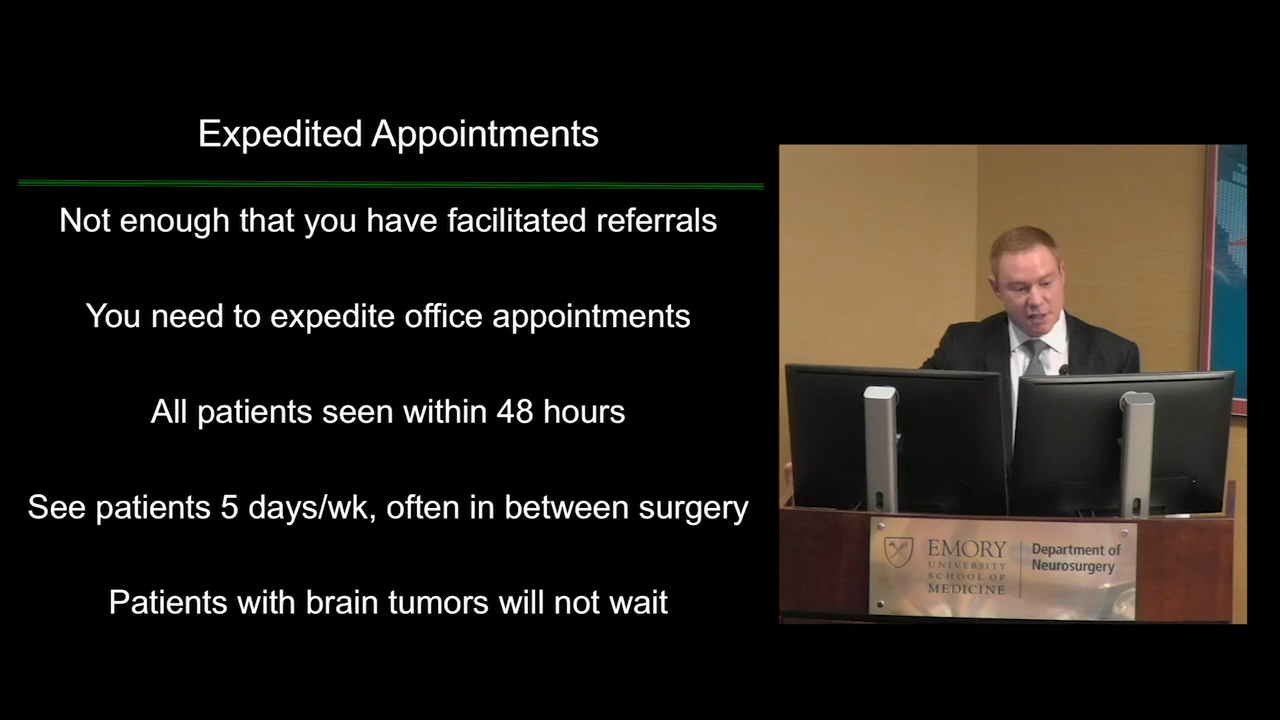 Expedited Appointments
Not enough that you have facilitated referrals
You need to expedite office appointments
All patients seen within 48 hours
See patients 5 days/wk, often in between surgery
Patients with brain tumors will not wait
EMORY
UNIVERSITY
SCHOOL OF
MEDICINE
Department of
Neurosurgery